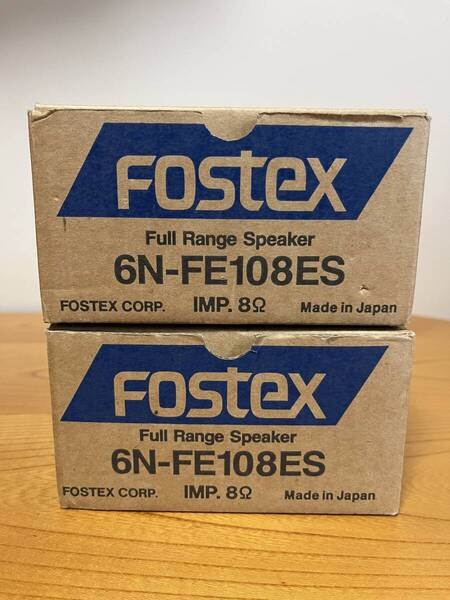 FOSTEX
Full Range Speaker
6N-FE108ES
FOSTEX CORP. IMP. 8Ω Made in Japan
FOSTEX
Full Range Speaker
6N-FE108ES
FOSTEX CORP. IMP. 8Ω Made in Japan